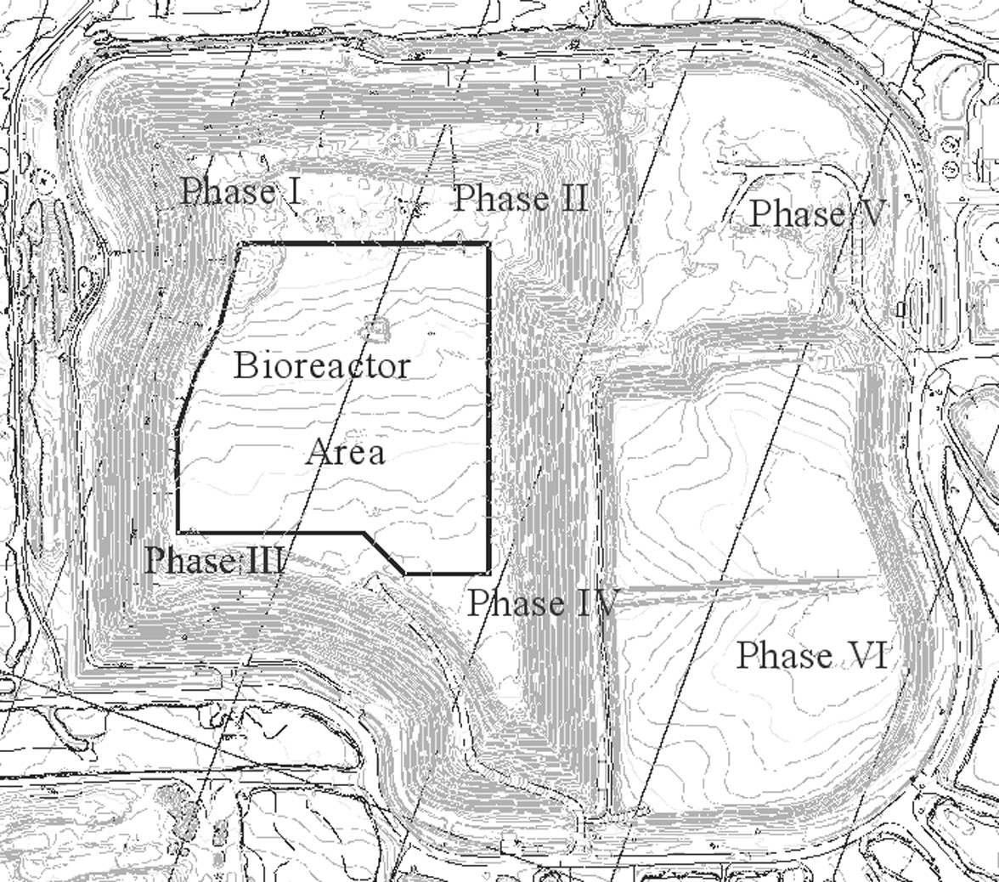 Phase I
Phase II
Phase V
Bioreactor
Area
Phase III
Phase IV
Phase VI